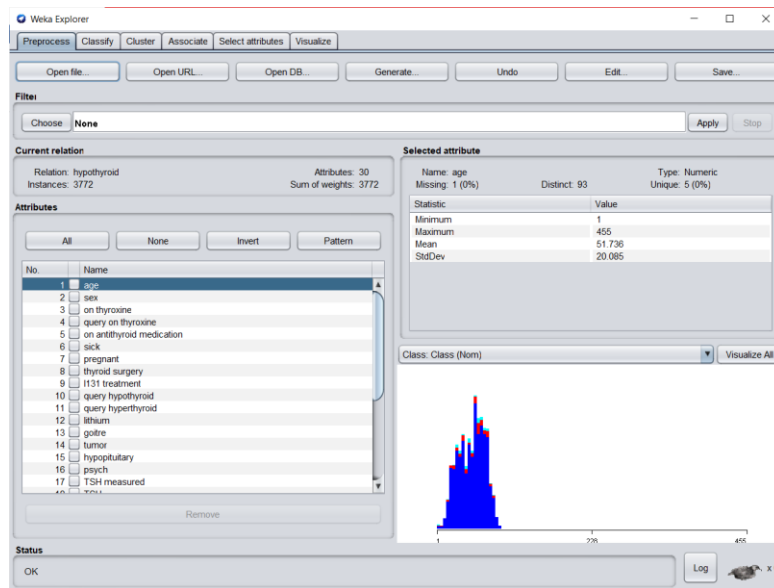 Weka Explorer
Preprocess Classify Cluster Associate Select attributes Visualize
Open file... Open URL... Open DB... Generate... Undo Edit... Save...
Filter
Choose None Apply Stop
Current relation
Relation: hypothyroid Attributes: 30
Instances: 3772 Sum of weights: 3772
Selected attribute
Name: age Type: Numeric
Missing: 1 (0%) Distinct: 93 Unique: 5 (0%)
Statistic Value
Minimum 1
Maximum 455
Mean 51.736
StdDev 20.085
Attributes
All None Invert Pattern
No. Name
1 age
2 sex
3 on thyroxine
4 query on thyroxine
5 on antithyroid medication
6 sick
7 pregnant
8 thyroid surgery
9 I131 treatment
10 query hypothyroid
11 query hyperthyroid
12 lithium
13 goitre
14 tumor
15 hypopituitary
16 psych
17 TSH measured
18 TSH
Remove
Class: Class (Nom) Visualize All
1 228 455
Status
OK Log x